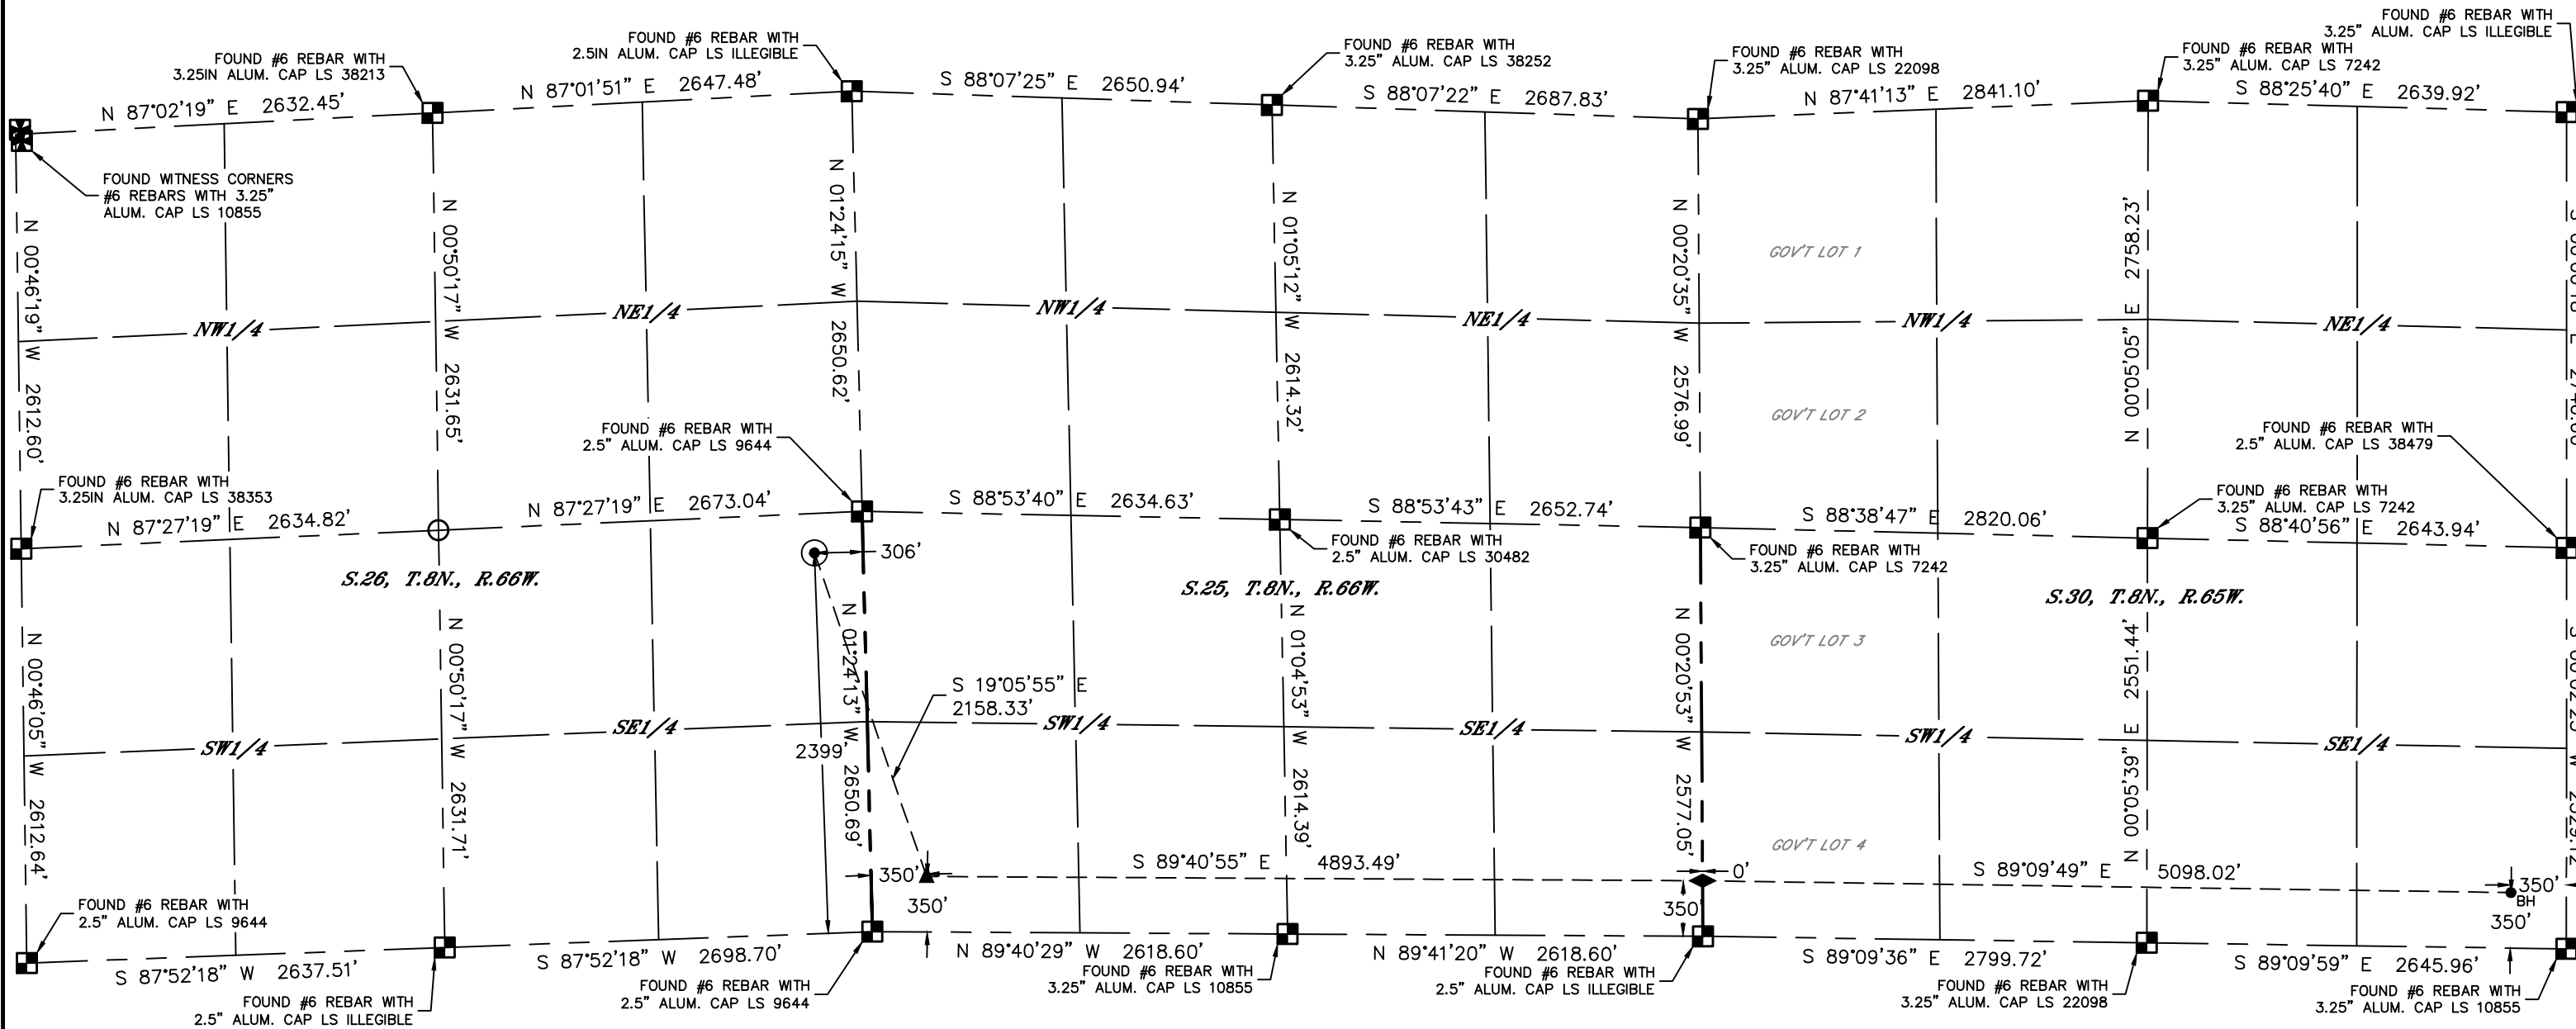 FOUND #6 REBAR WITH
3.25IN ALUM. CAP LS 38213
FOUND #6 REBAR WITH
2.5IN ALUM. CAP LS ILLEGIBLE
FOUND #6 REBAR WITH
3.25" ALUM. CAP LS 38252
FOUND #6 REBAR WITH
3.25" ALUM. CAP LS 22098
FOUND #6 REBAR WITH
3.25" ALUM. CAP LS 7242
FOUND #6 REBAR WITH
3.25" ALUM. CAP LS ILLEGIBLE
N 87°02'19" E 2632.45'
N 87°01'51" E 2647.48'
S 88°07'25" E 2650.94'
S 88°07'22" E 2687.83'
N 87°41'13" E 2841.10'
S 88°25'40" E 2639.92'
FOUND WITNESS CORNERS
#6 REBARS WITH 3.25"
ALUM. CAP LS 10855
N 00°46'19" W 2612.60'
N 00°50'17" W 2631.65'
N 01°24'15" W 2650.62'
N 01°05'12" W 2614.32'
N 00°20'35" W 2576.99'
N 00°05'05" E 2758.23'
GOV'T LOT 1
NW1/4
NE1/4
NW1/4
NE1/4
NW1/4
NE1/4
GOV'T LOT 2
FOUND #6 REBAR WITH
3.25IN ALUM. CAP LS 38353
FOUND #6 REBAR WITH
2.5" ALUM. CAP LS 9644
FOUND #6 REBAR WITH
2.5" ALUM. CAP LS 38479
FOUND #6 REBAR WITH
3.25" ALUM. CAP LS 7242
N 87°27'19" E 2634.82'
N 87°27'19" E 2673.04'
S 88°53'40" E 2634.63'
S 88°53'43" E 2652.74'
S 88°38'47" E 2820.06'
S 88°40'56" E 2643.94'
FOUND #6 REBAR WITH
2.5" ALUM. CAP LS 30482
FOUND #6 REBAR WITH
3.25" ALUM. CAP LS 7242
306'
S.26, T.8N., R.66W.
S.25, T.8N., R.66W.
S.30, T.8N., R.65W.
N 00°46'05" W 2612.64'
N 00°50'17" W 2631.71'
N 01°24'13" W 2650.69'
N 01°04'53" W 2614.39'
N 00°20'53" W 2577.05'
N 00°05'39" E 2551.44'
GOV'T LOT 3
S 19°05'55" E
2158.33'
SW1/4
SE1/4
SW1/4
SE1/4
SW1/4
SE1/4
2399'
GOV'T LOT 4
S 89°40'55" E 4893.49'
S 89°09'49" E 5098.02'
350'
350'
0'
350'
350'
BH
350'
FOUND #6 REBAR WITH
2.5" ALUM. CAP LS 9644
S 87°52'18" W 2637.51'
S 87°52'18" W 2698.70'
N 89°40'29" W 2618.60'
N 89°41'20" W 2618.60'
S 89°09'36" E 2799.72'
S 89°09'59" E 2645.96'
FOUND #6 REBAR WITH
2.5" ALUM. CAP LS ILLEGIBLE
FOUND #6 REBAR WITH
2.5" ALUM. CAP LS 9644
FOUND #6 REBAR WITH
3.25" ALUM. CAP LS 10855
FOUND #6 REBAR WITH
2.5" ALUM. CAP LS ILLEGIBLE
FOUND #6 REBAR WITH
3.25" ALUM. CAP LS 22098
FOUND #6 REBAR WITH
3.25" ALUM. CAP LS 10855